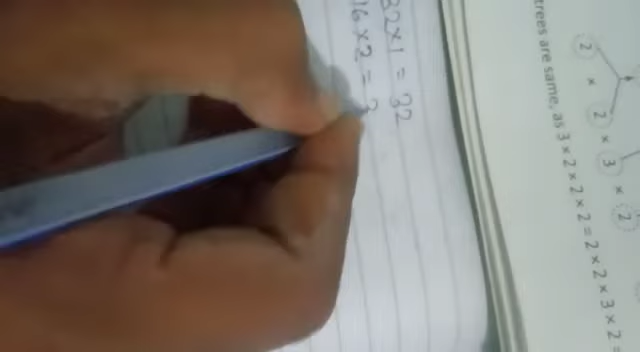 32×1 = 32
16×2 = 3
2 × 2 × 3 × 2
trees are same, as 3 × 2 × 2 × 2 = 2 × 2 × 3 × 2 =